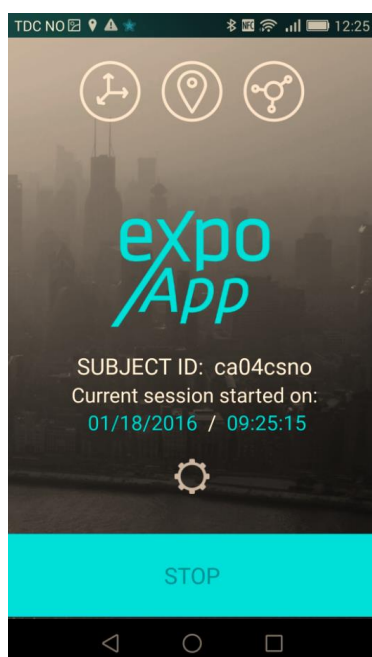 TDC NO
NFC
12:25
expo
App
SUBJECT ID: ca04csno
Current session started on:
01/18/2016 / 09:25:15
STOP